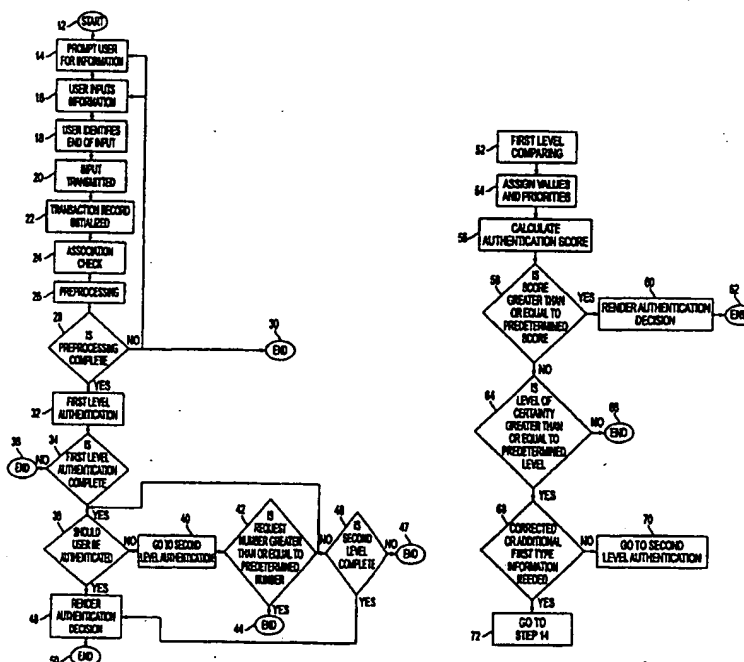 12
START
14
PROMPT USER
FOR INFORMATION
16
USER INPUTS
INFORMATION
18
USER IDENTIFIES
END OF INPUT
20
INPUT
TRANSMITTED
22
TRANSACTION RECORD
INITIALIZED
24
ASSOCIATION
CHECK
26
PREPROCESSING
28
IS
PREPROCESSING
COMPLETE
NO
30
END
YES
32
FIRST LEVEL
AUTHENTICATION
34
IS
FIRST LEVEL
AUTHENTICATION
COMPLETE
NO
36
END
YES
38
SHOULD
USER BE
AUTHENTICATED
NO
40
GO TO SECOND
LEVEL AUTHENTICATION
42
IS
REQUEST
NUMBER GREATER
THAN OR EQUAL TO
PREDETERMINED
NUMBER
NO
YES
44
END
46
IS
SECOND
LEVEL COMPLETE
NO
47
END
YES
YES
48
RENDER
AUTHENTICATION
DECISION
50
END
52
FIRST LEVEL
COMPARING
54
ASSIGN VALUES
AND PRIORITIES
56
CALCULATE
AUTHENTICATION SCORE
58
IS
SCORE
GREATER THAN
OR EQUAL TO
PREDETERMINED
SCORE
YES
60
RENDER AUTHENTICATION
DECISION
62
END
NO
64
IS
LEVEL OF
CERTAINTY
GREATER THAN
OR EQUAL TO
PREDETERMINED
LEVEL
NO
66
END
YES
68
CORRECTED
OR ADDITIONAL
FIRST TYPE
INFORMATION
NEEDED
NO
70
GO TO SECOND
LEVEL AUTHENTICATION
YES
72
GO TO
STEP 14